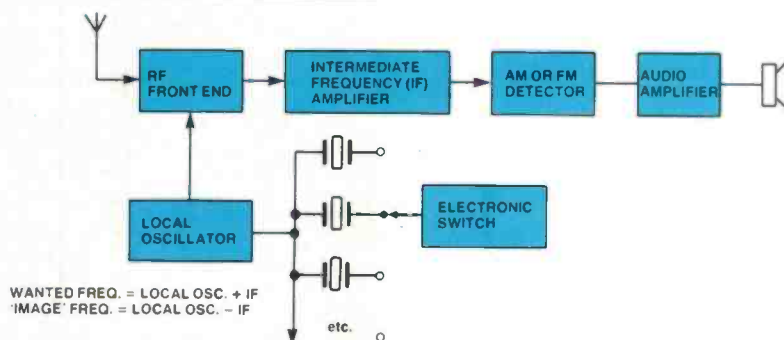 RF
FRONT END
INTERMEDIATE
FREQUENCY (IF)
AMPLIFIER
AM OR FM
DETECTOR
AUDIO
AMPLIFIER
LOCAL
OSCILLATOR
ELECTRONIC
SWITCH
WANTED FREQ. = LOCAL OSC. + IF
'IMAGE' FREQ. = LOCAL OSC. − IF
etc.